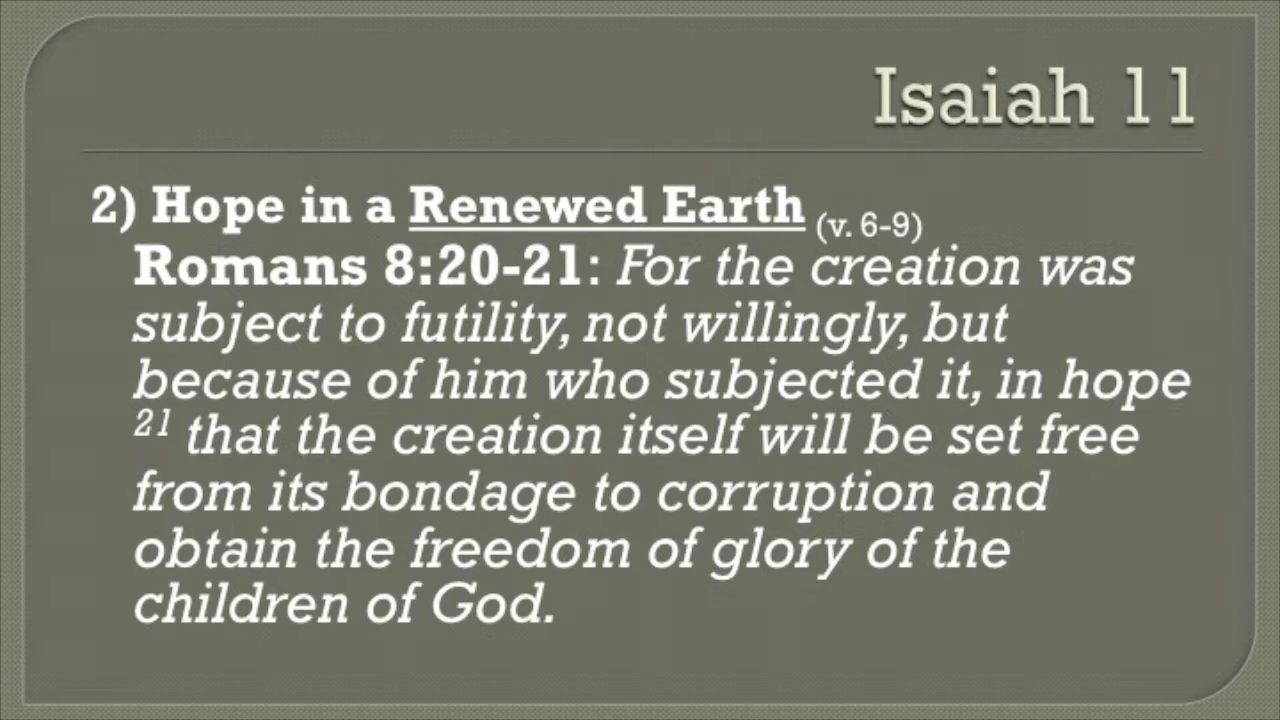 Isaiah 11
2) Hope in a Renewed Earth (v. 6-9)
Romans 8:20-21: For the creation was
subject to futility, not willingly, but
because of him who subjected it, in hope
21 that the creation itself will be set free
from its bondage to corruption and
obtain the freedom of glory of the
children of God.